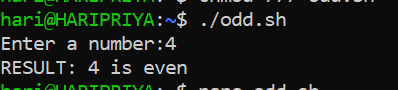 hari@HARIPRIYA:~$ ./odd.sh
Enter a number:4
RESULT: 4 is even
hari@HARIPRIYA:~$ nano odd.sh